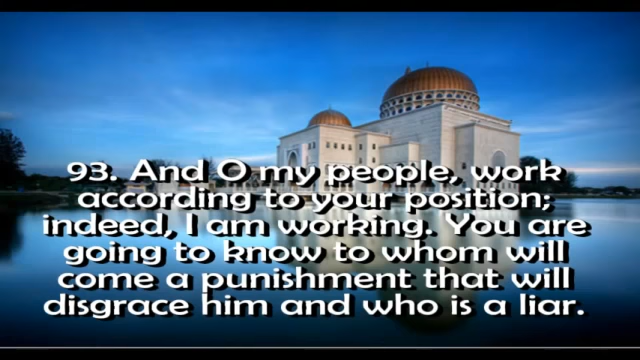 93. And O my people, work
according to your position;
indeed, I am working. You are
going to know to whom will
come a punishment that will
disgrace him and who is a liar.